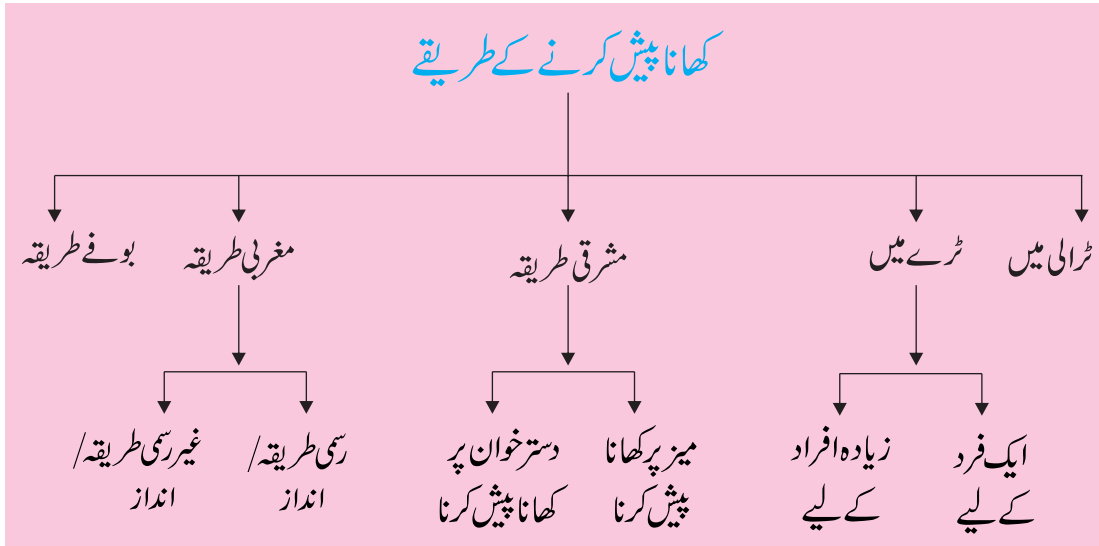 کھانا پیش کرنے کے طریقے
ٹرالی میں
ٹرے میں
مشرقی طریقہ
مغربی طریقہ
بوفے طریقہ
ایک فرد
کے لیے
زیادہ افراد
کے لیے
میز پر کھانا
پیش کرنا
دستر خوان پر
کھانا پیش کرنا
رسمی طریقہ/
انداز
غیر رسمی طریقہ/
انداز